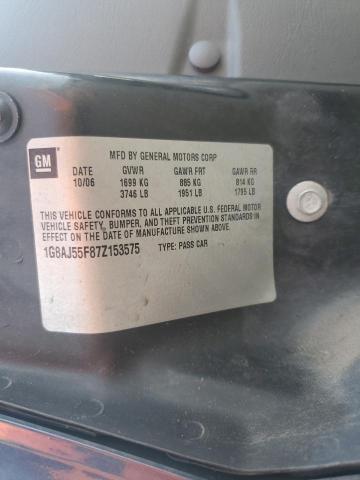 GM
MFD BY GENERAL MOTORS CORP
DATE GVWR GAWR FRT GAWR RR
10/06 1699 KG 885 KG 814 KG
3746 LB 1951 LB 1795 LB
THIS VEHICLE CONFORMS TO ALL APPLICABLE U.S. FEDERAL MOTOR
VEHICLE SAFETY, BUMPER, AND THEFT PREVENTION STANDARDS IN
EFFECT ON THE DATE OF MANUFACTURE SHOWN ABOVE.
1G8AJ55F87Z153575 TYPE: PASS CAR